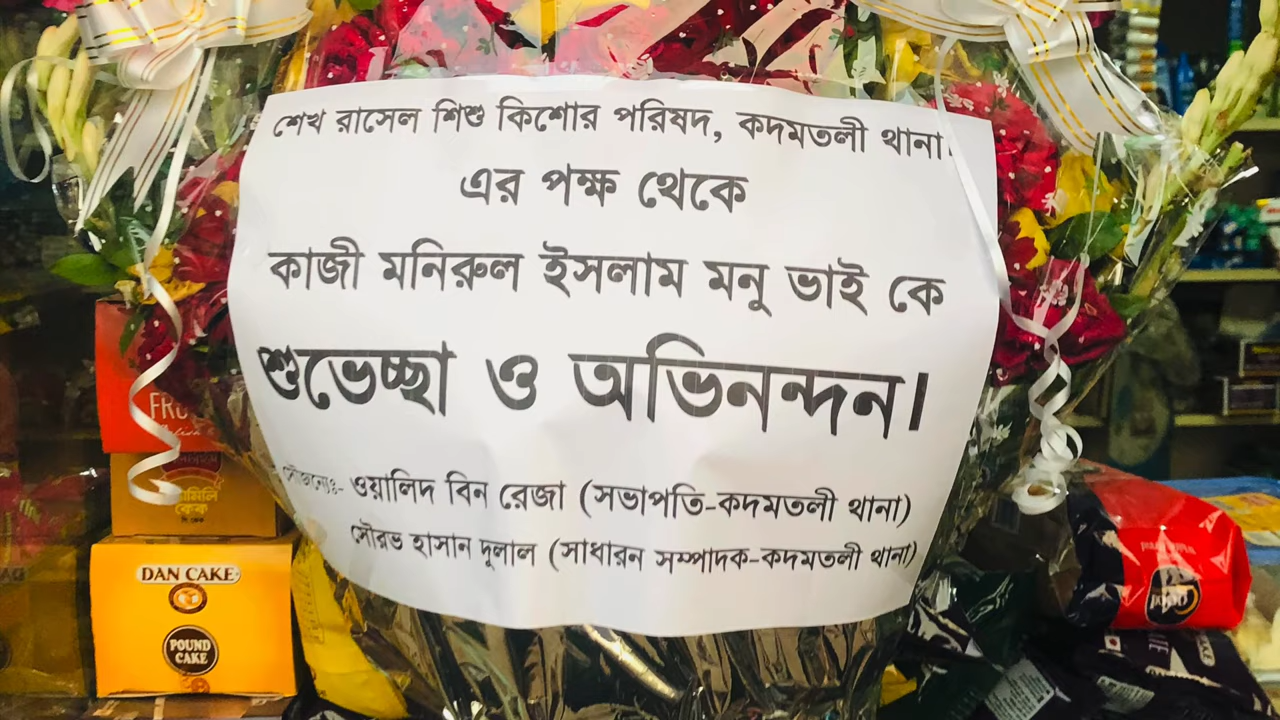 শেখ রাসেল শিশু কিশোর পরিষদ, কদমতলী থানা.
এর পক্ষ থেকে
কাজী মনিরুল ইসলাম মনু ভাই কে
শুভেচ্ছা ও অভিনন্দন।
সৌজন্যেঃ- ওয়ালিদ বিন রেজা (সভাপতি-কদমতলী থানা)
সৌরভ হাসান দুলাল (সাধারন সম্পাদক-কদমতলী থানা)
DAN CAKE
POUND
CAKE